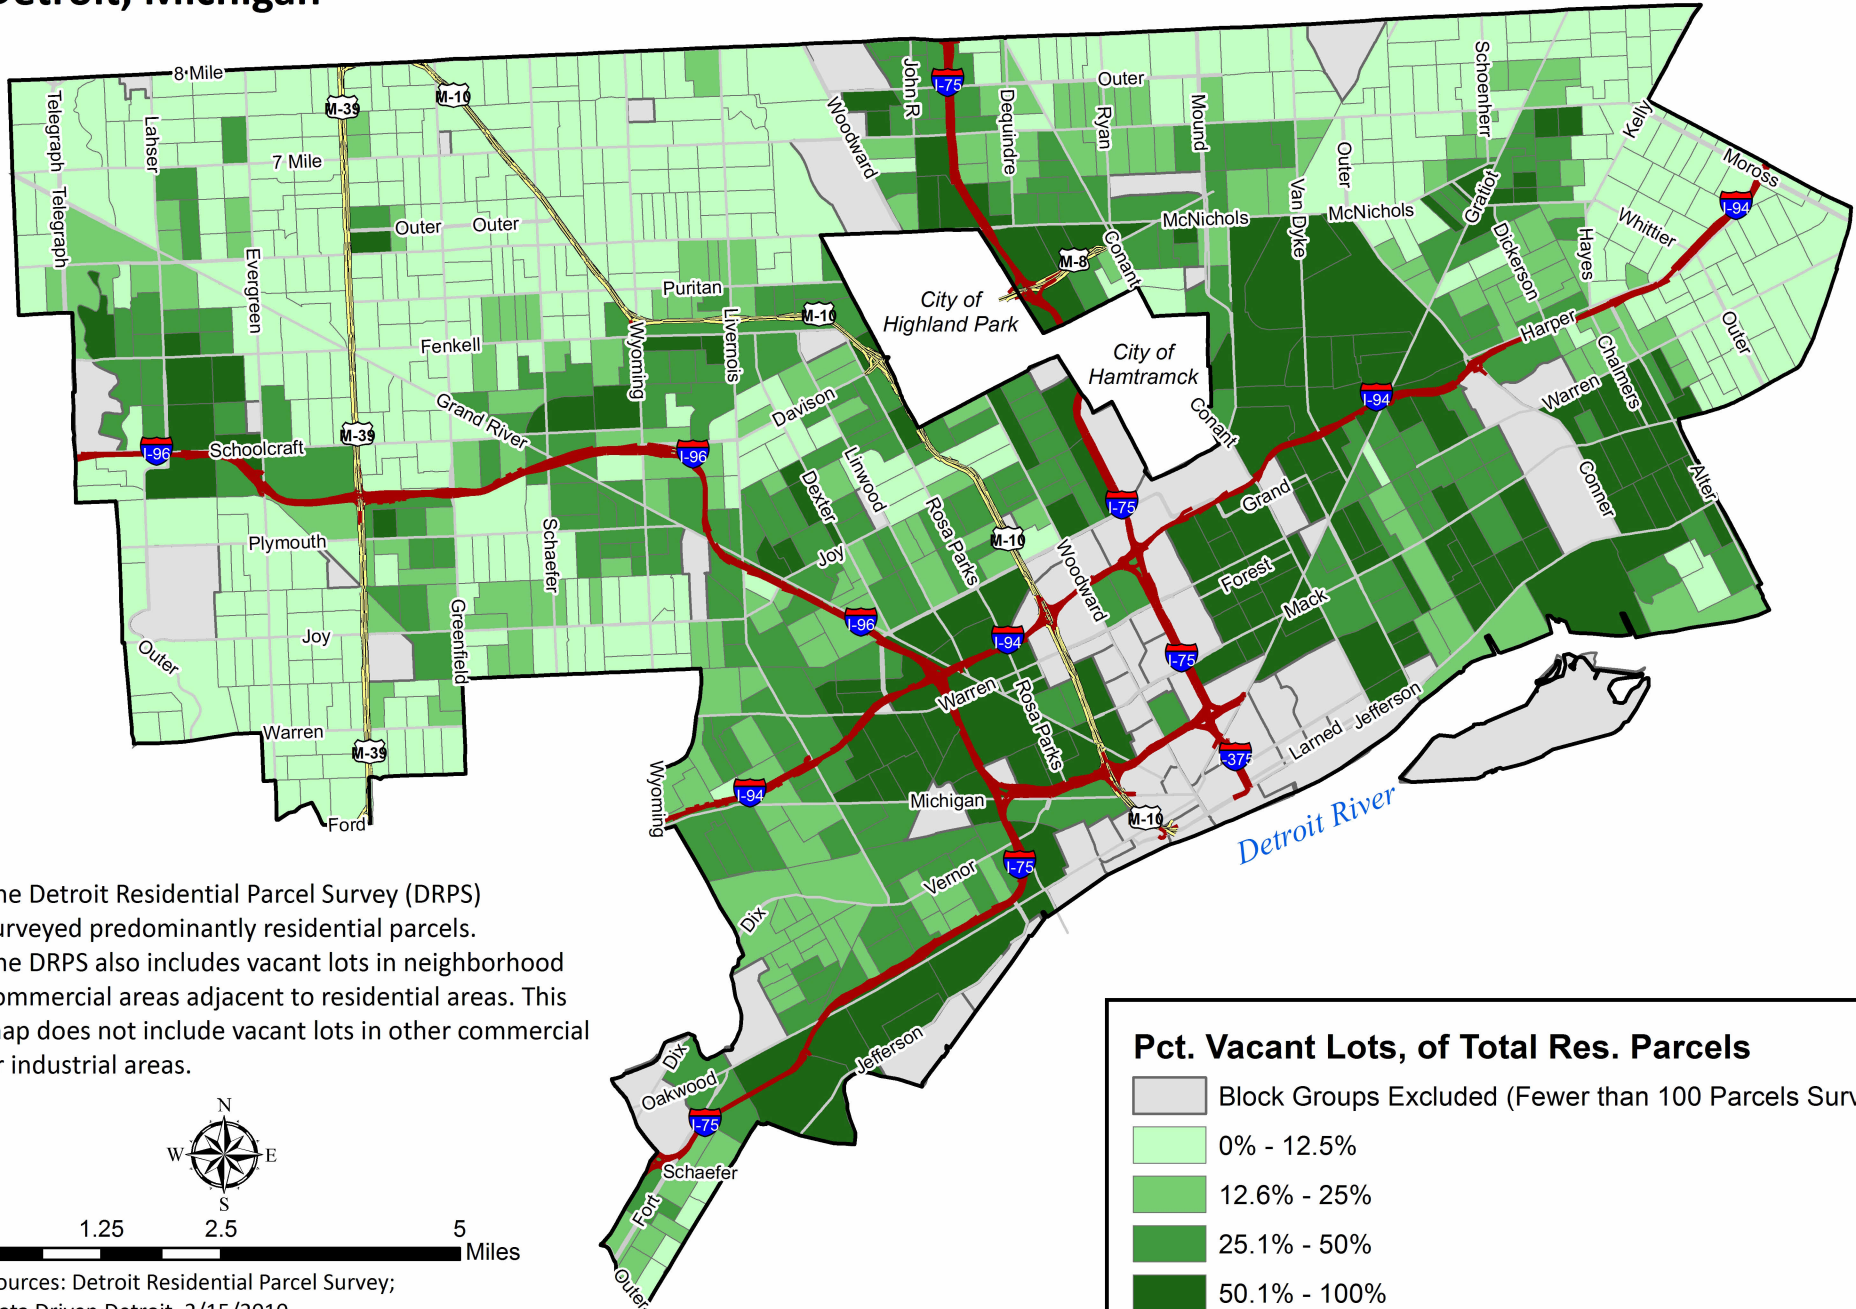 Detroit, Michigan
8 Mile
Telegraph
Telegraph
Lahser
M-39
M-10
7 Mile
Outer
Outer
Evergreen
Woodward
John R
I-75
Dequindre
Outer
Ryan
Mound
Schoenherr
Kelly
Moross
I-94
Outer
Van Dyke
McNichols
McNichols
Gratiot
Whittier
Hayes
Dickerson
Conant
M-8
Puritan
M-10
Livernois
Wyoming
Fenkell
City of
Highland Park
City of
Hamtramck
Harper
Outer
Chalmers
Warren
I-94
Conant
Grand River
Davison
M-39
Schoolcraft
I-96
I-96
Linwood
Dexter
Rosa Parks
I-75
Grand
Conner
Alter
Plymouth
Schaefer
Joy
M-10
Woodward
Forest
Mack
Joy
Greenfield
Outer
I-96
I-94
I-75
Warren
Rosa Parks
Warren
M-39
Larned
Jefferson
I-375
Wyoming
I-94
Michigan
M-10
Detroit River
Ford
I-75
Vernor
Dix
he Detroit Residential Parcel Survey (DRPS)
urveyed predominantly residential parcels.
he DRPS also includes vacant lots in neighborhood
ommercial areas adjacent to residential areas. This
ap does not include vacant lots in other commercial
r industrial areas.
Dix
Oakwood
Jefferson
I-75
Schaefer
Fort
Outer
N
W E
S
1.25 2.5 5
Miles
ources: Detroit Residential Parcel Survey;
ata Driven Detroit, 2/15/2010
Pct. Vacant Lots, of Total Res. Parcels
Block Groups Excluded (Fewer than 100 Parcels Surv
0% - 12.5%
12.6% - 25%
25.1% - 50%
50.1% - 100%